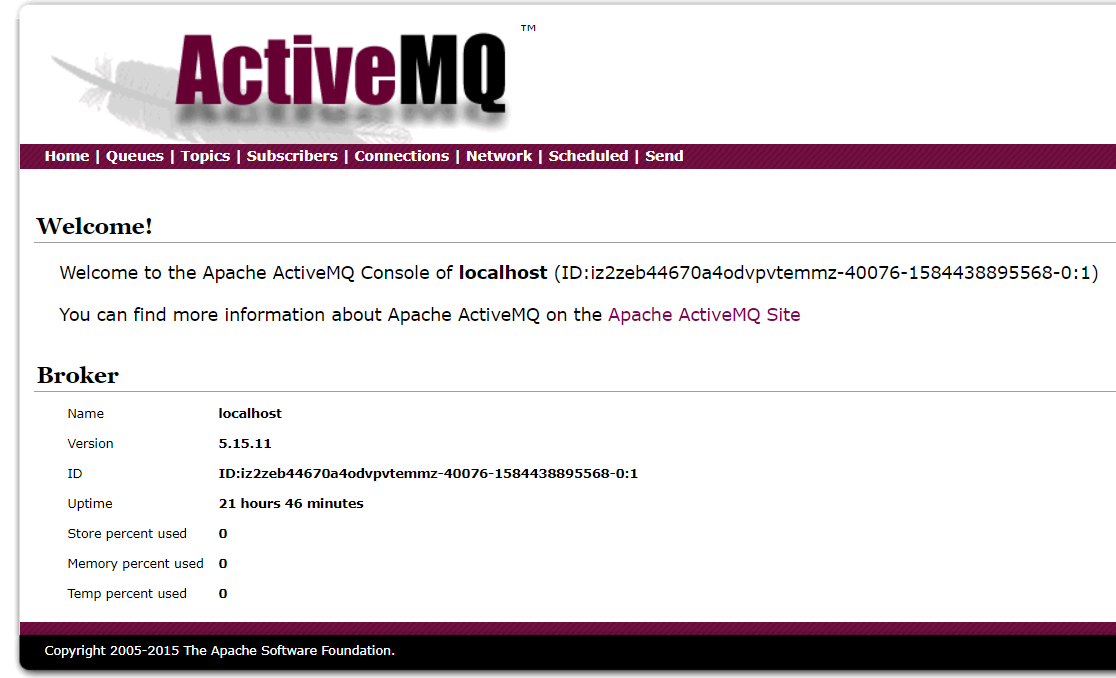 ActiveMQ ™
Home | Queues | Topics | Subscribers | Connections | Network | Scheduled | Send
Welcome!
Welcome to the Apache ActiveMQ Console of localhost (ID:iz2zeb44670a4odvpvtemmz-40076-1584438895568-0:1)
You can find more information about Apache ActiveMQ on the Apache ActiveMQ Site
Broker
Name localhost
Version 5.15.11
ID ID:iz2zeb44670a4odvpvtemmz-40076-1584438895568-0:1
Uptime 21 hours 46 minutes
Store percent used 0
Memory percent used 0
Temp percent used 0
Copyright 2005-2015 The Apache Software Foundation.